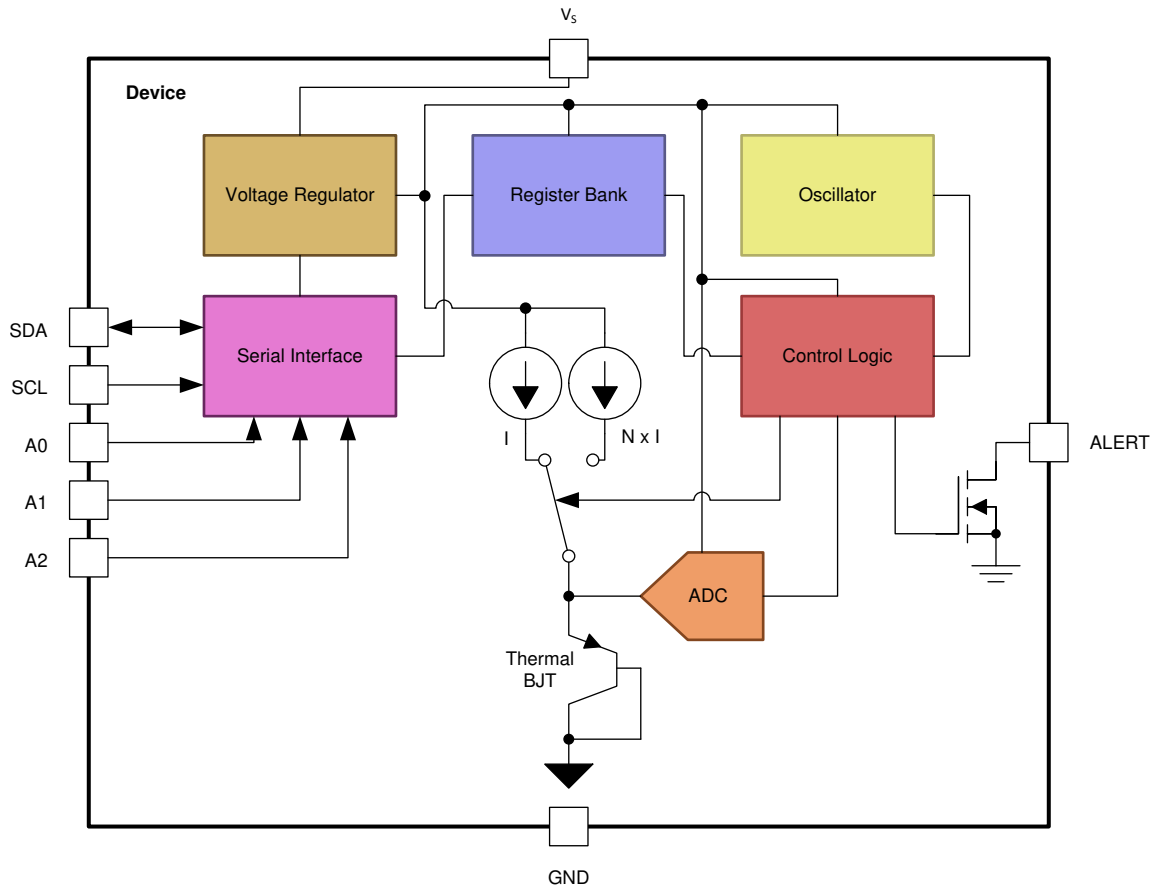 VS
Device
Voltage Regulator
Register Bank
Oscillator
SDA
Serial Interface
Control Logic
SCL
I
N x I
A0
ALERT
A1
A2
ADC
Thermal
BJT
GND